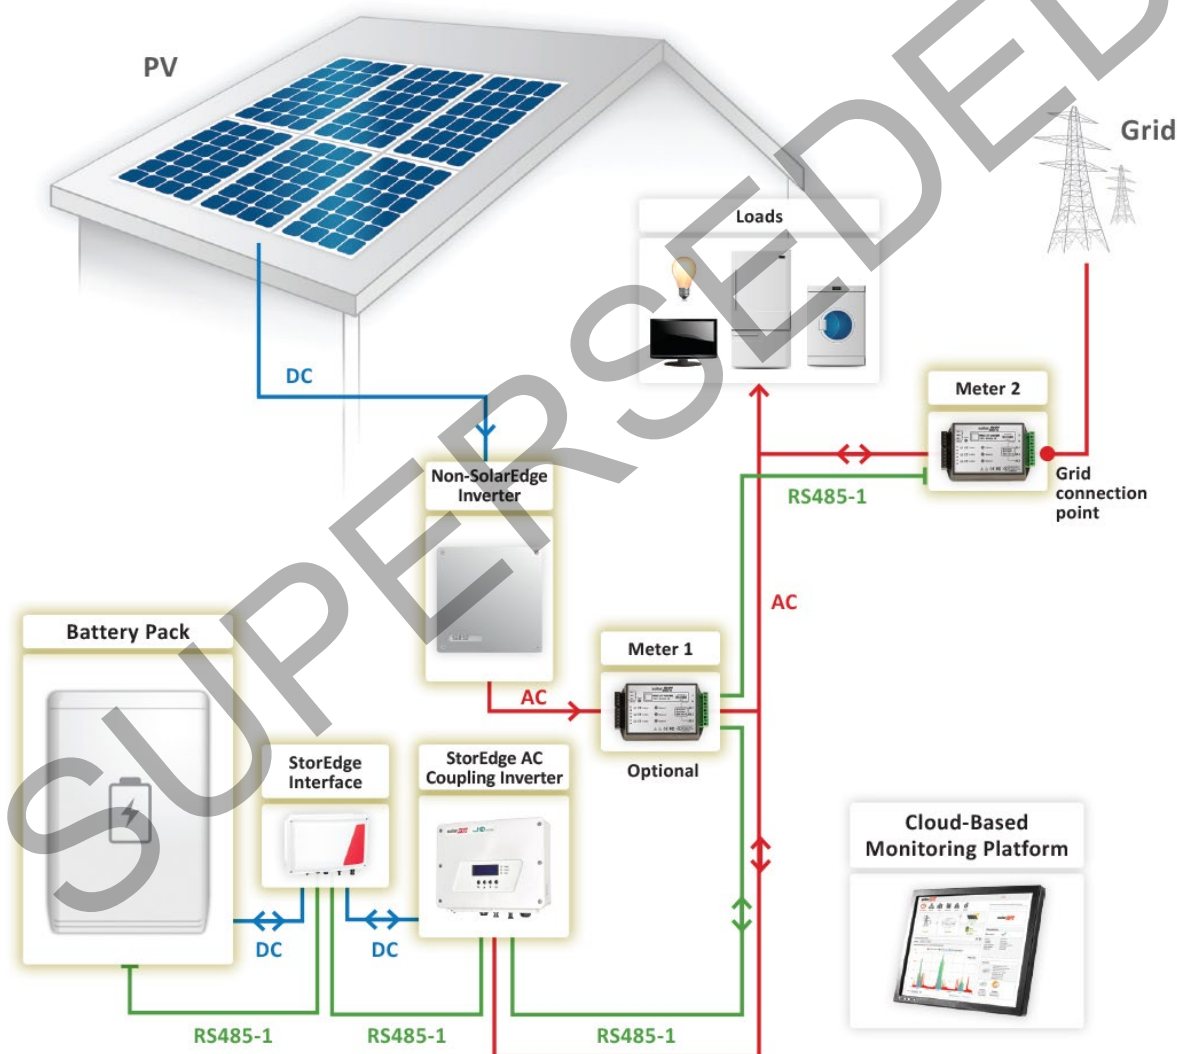 PV
Grid
Loads
DC
Meter 2
Non-SolarEdge
Inverter
RS485-1
Grid
connection
point
AC
Battery Pack
Meter 1
AC
Optional
StorEdge
Interface
StorEdge AC
Coupling Inverter
Cloud-Based
Monitoring Platform
DC
DC
RS485-1
RS485-1
RS485-1
SUPERSEDED